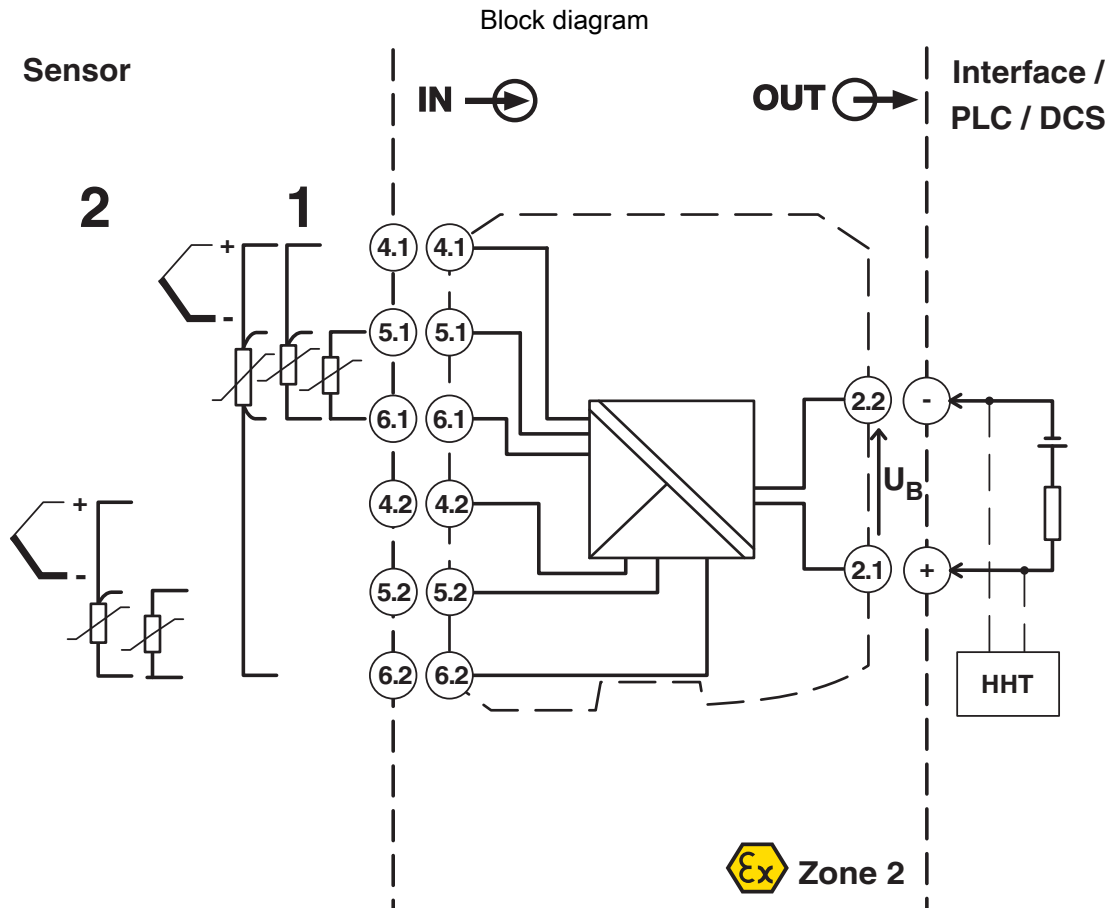 Block diagram
Sensor
IN
OUT
Interface /
PLC / DCS
2
1
+
-
4.1
4.1
5.1
5.1
6.1
6.1
2.2
-
U_B
4.2
4.2
+
-
5.2
5.2
2.1
+
6.2
6.2
HHT
Ex Zone 2